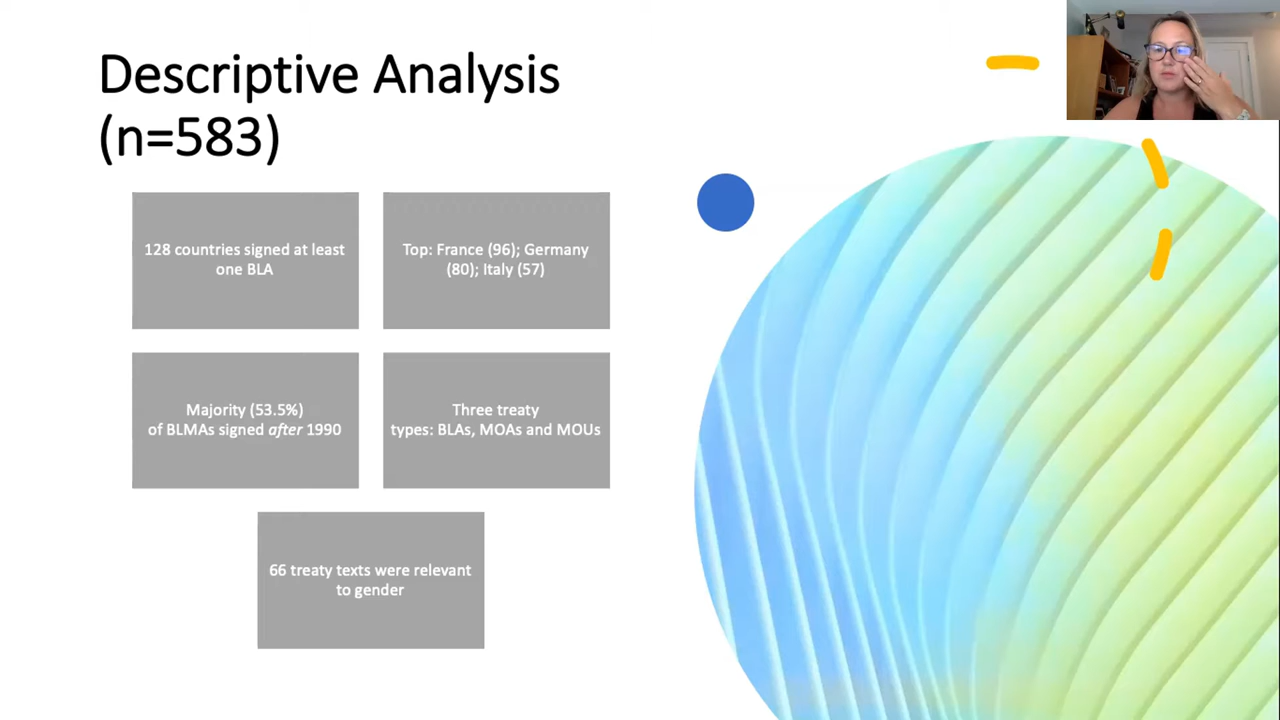 Descriptive Analysis
(n=583)
128 countries signed at least
one BLA
Top: France (96); Germany
(80); Italy (57)
Majority (53.5%)
of BLMAs signed after 1990
Three treaty
types: BLAs, MOAs and MOUs
66 treaty texts were relevant
to gender